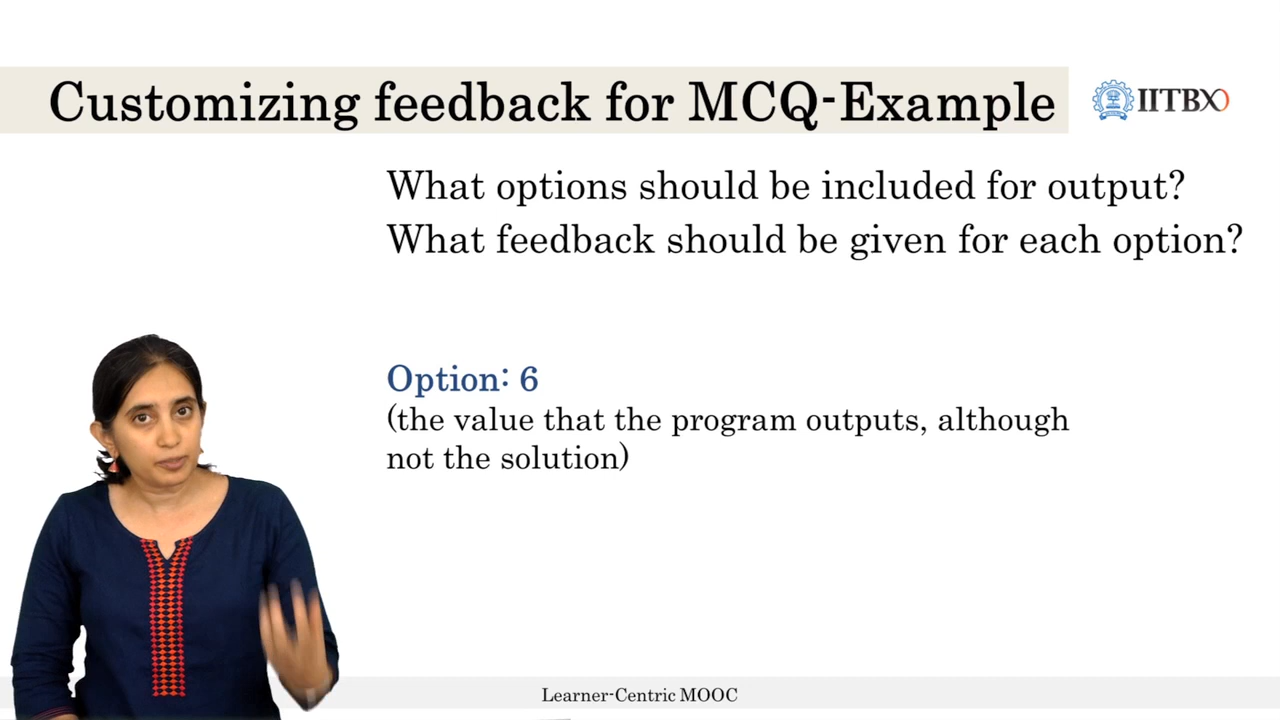 Customizing feedback for MCQ-Example
IITBX
What options should be included for output?
What feedback should be given for each option?
Option: 6
(the value that the program outputs, although
not the solution)
Learner-Centric MOOC